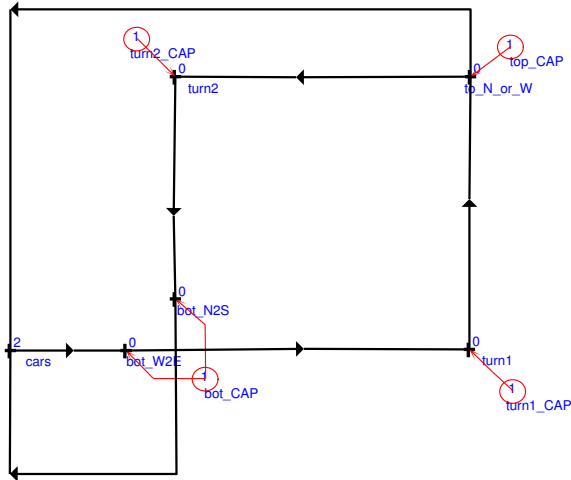 1
turn2_CAP
0
turn2
1
top_CAP
0
to_N_or_W
0
bot_N2S
2
cars
0
bot_W2E
1
bot_CAP
0
turn1
1
turn1_CAP